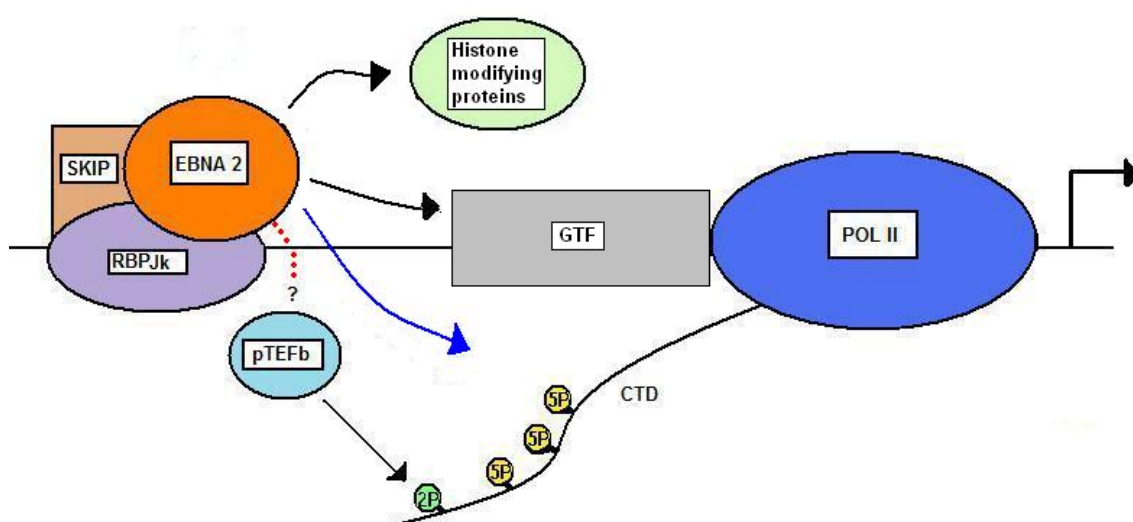 Histone
modifying
proteins
SKIP
EBNA 2
GTF
POL II
RBPJk
?
pTEFb
CTD
5P
5P
5P
2P